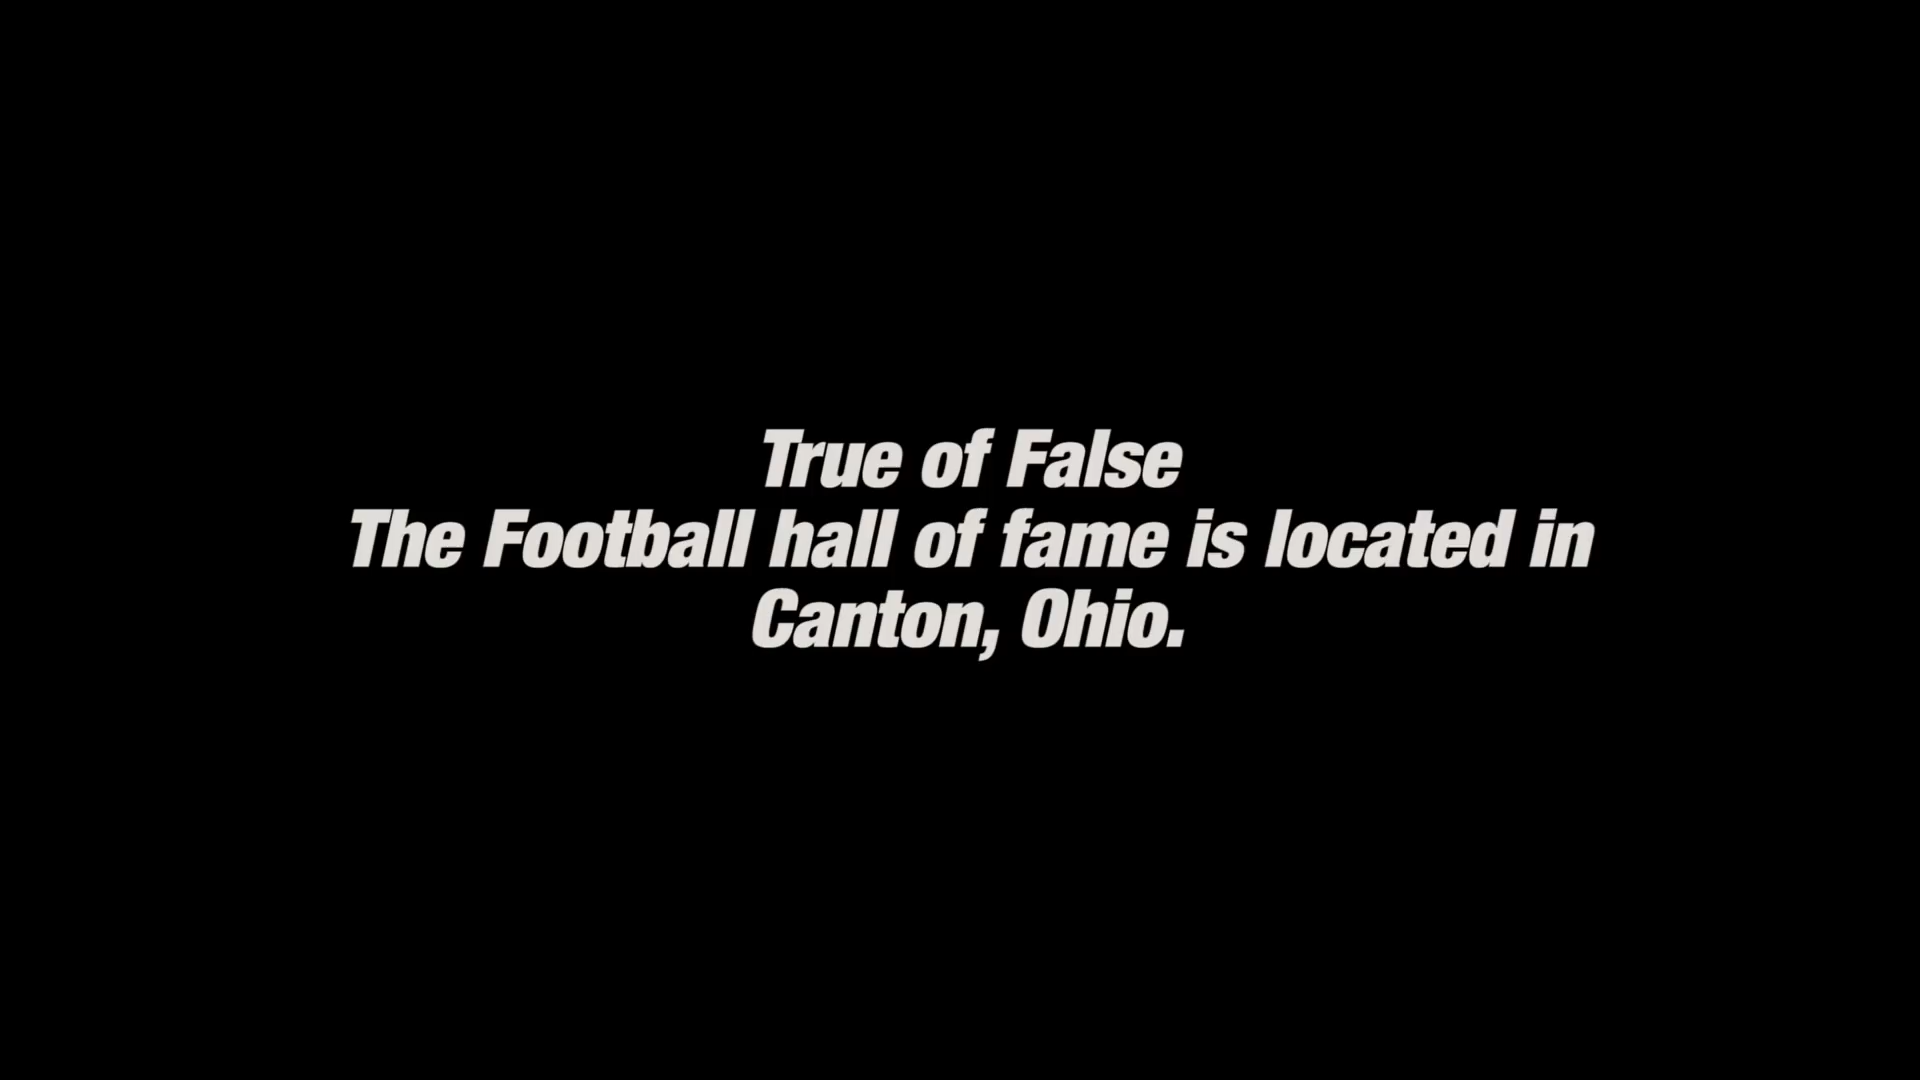 True of False
The Football hall of fame is located in
Canton, Ohio.